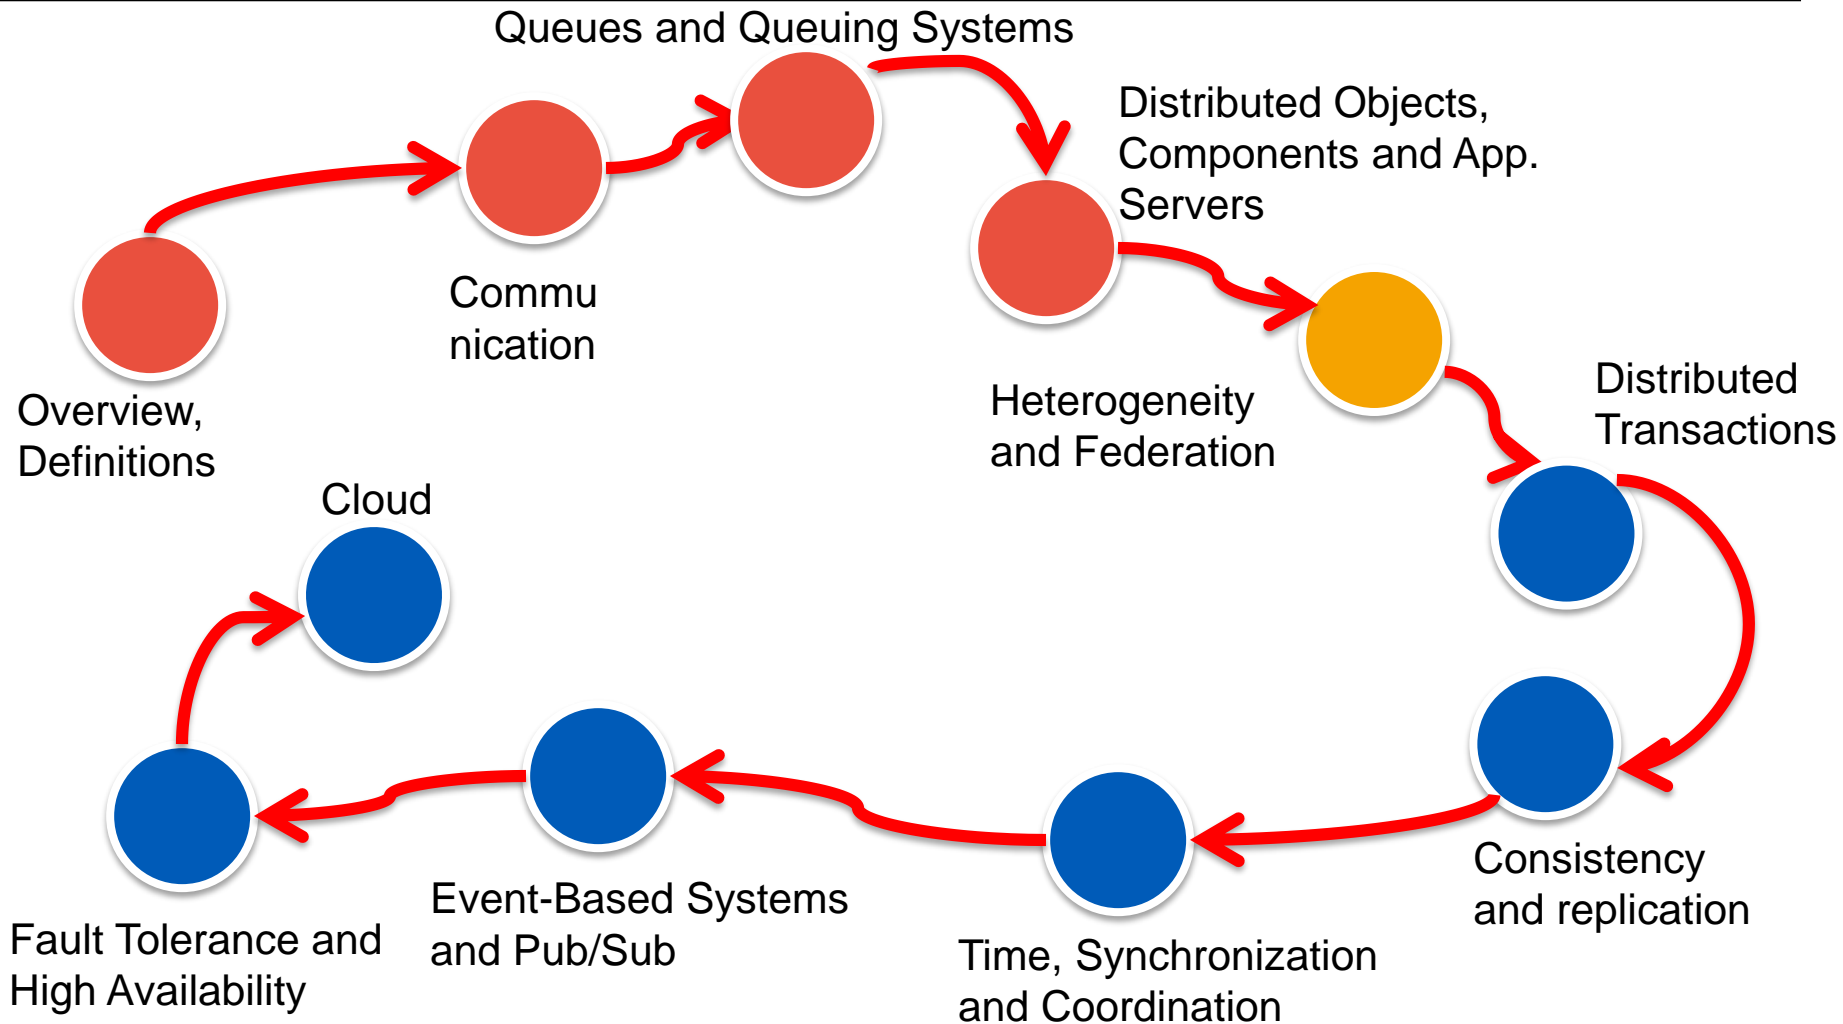 Queues and Queuing Systems
Distributed Objects,
Components and App.
Servers
Commu
nication
Overview,
Definitions
Heterogeneity
and Federation
Distributed
Transactions
Cloud
Consistency
and replication
Event-Based Systems
and Pub/Sub
Fault Tolerance and
High Availability
Time, Synchronization
and Coordination